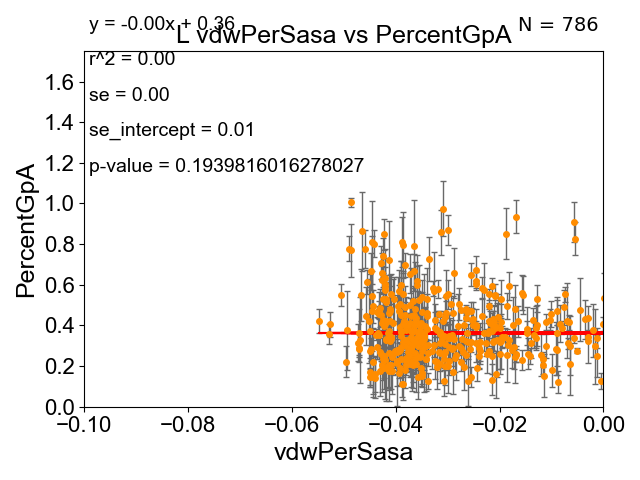 y = -0.00x + 0.36
N = 786
L vdwPerSasa vs PercentGpA
r^2 = 0.00
se = 0.00
se_intercept = 0.01
p-value = 0.1939816016278027
PercentGpA
1.6
1.4
1.2
1.0
0.8
0.6
0.4
0.2
0.0
−0.10 −0.08 −0.06 −0.04 −0.02 0.00
vdwPerSasa